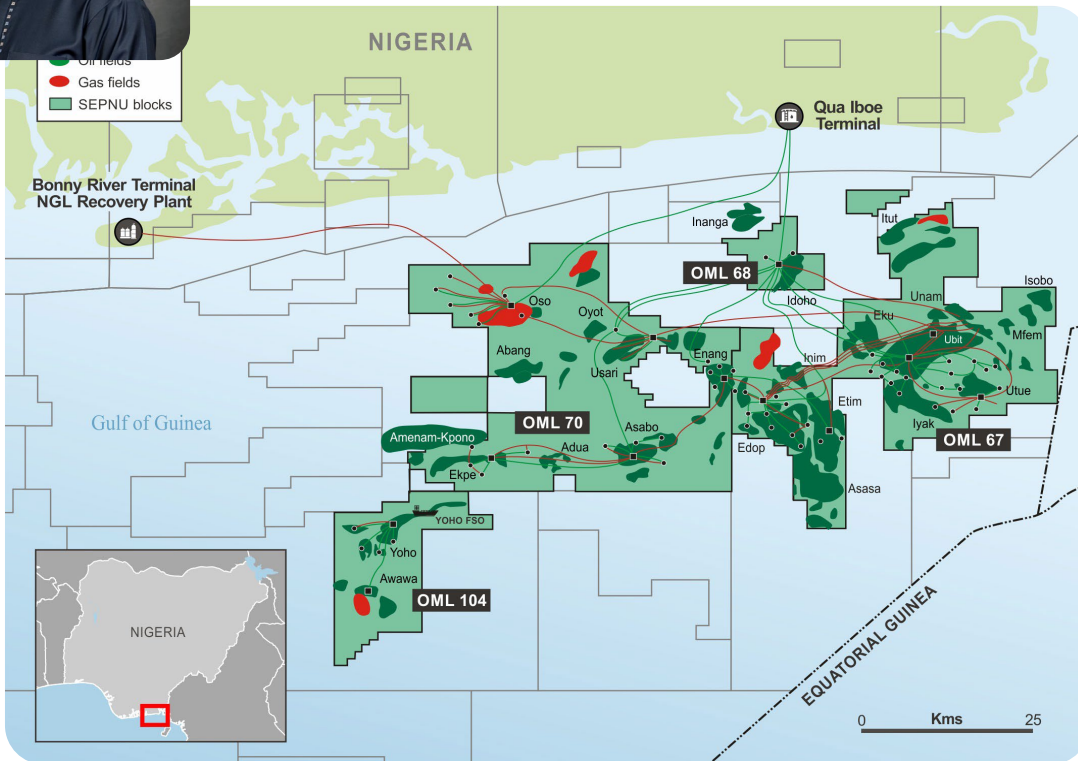 NIGERIA
Oil fields
Gas fields
SEPNU blocks
Qua Iboe
Terminal
Bonny River Terminal
NGL Recovery Plant
Inanga
Itut
OML 68
Idoho
Isobo
Unam
Eku
Mfem
Ubit
Oso
Oyot
Abang
Usari
Enang
Inim
Utue
Etim
Iyak
OML 67
Gulf of Guinea
OML 70
Amenam-Kpono
Adua
Asabo
Edop
Ekpe
Asasa
YOHO FSO
Yoho
Awawa
OML 104
NIGERIA
EQUATORIAL GUINEA
0 Kms 25